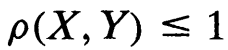 ρ(X, Y) ≤ 1